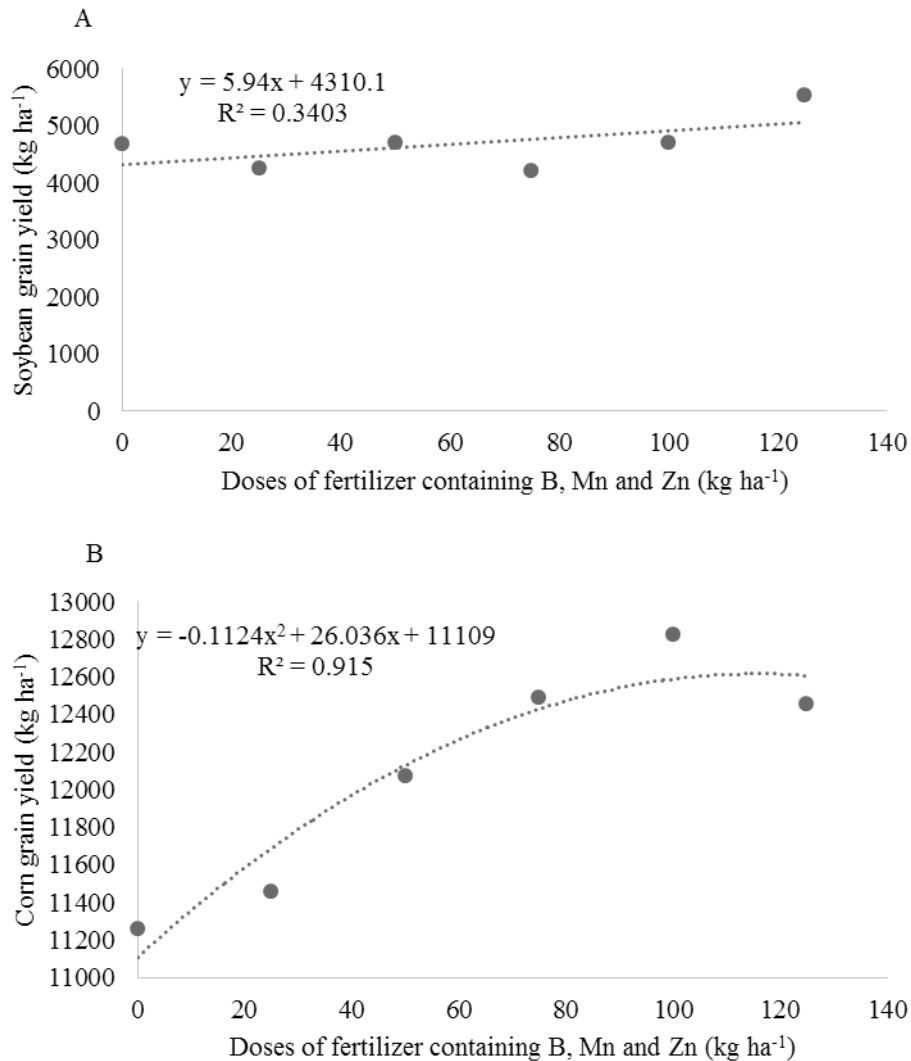 A
y = 5.94x + 4310.1
R² = 0.3403
6000
5000
4000
3000
2000
1000
0
Soybean grain yield (kg ha⁻¹)
0 20 40 60 80 100 120 140
Doses of fertilizer containing B, Mn and Zn (kg ha⁻¹)
B
y = -0.1124x² + 26.036x + 11109
R² = 0.915
13000
12800
12600
12400
12200
12000
11800
11600
11400
11200
11000
Corn grain yield (kg ha⁻¹)
0 20 40 60 80 100 120 140
Doses of fertilizer containing B, Mn and Zn (kg ha⁻¹)